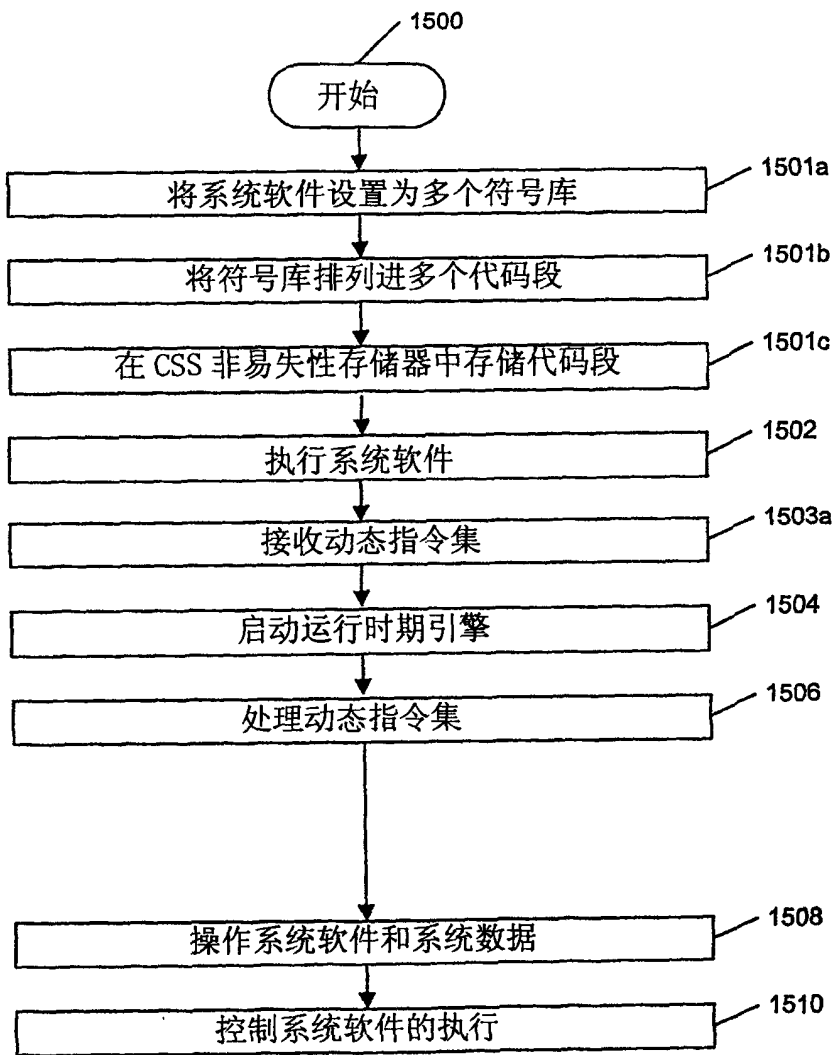 1500
开始
1501a
将系统软件设置为多个符号库
1501b
将符号库排列进多个代码段
1501c
在 CSS 非易失性存储器中存储代码段
1502
执行系统软件
1503a
接收动态指令集
1504
启动运行时期引擎
1506
处理动态指令集
1508
操作系统软件和系统数据
1510
控制系统软件的执行